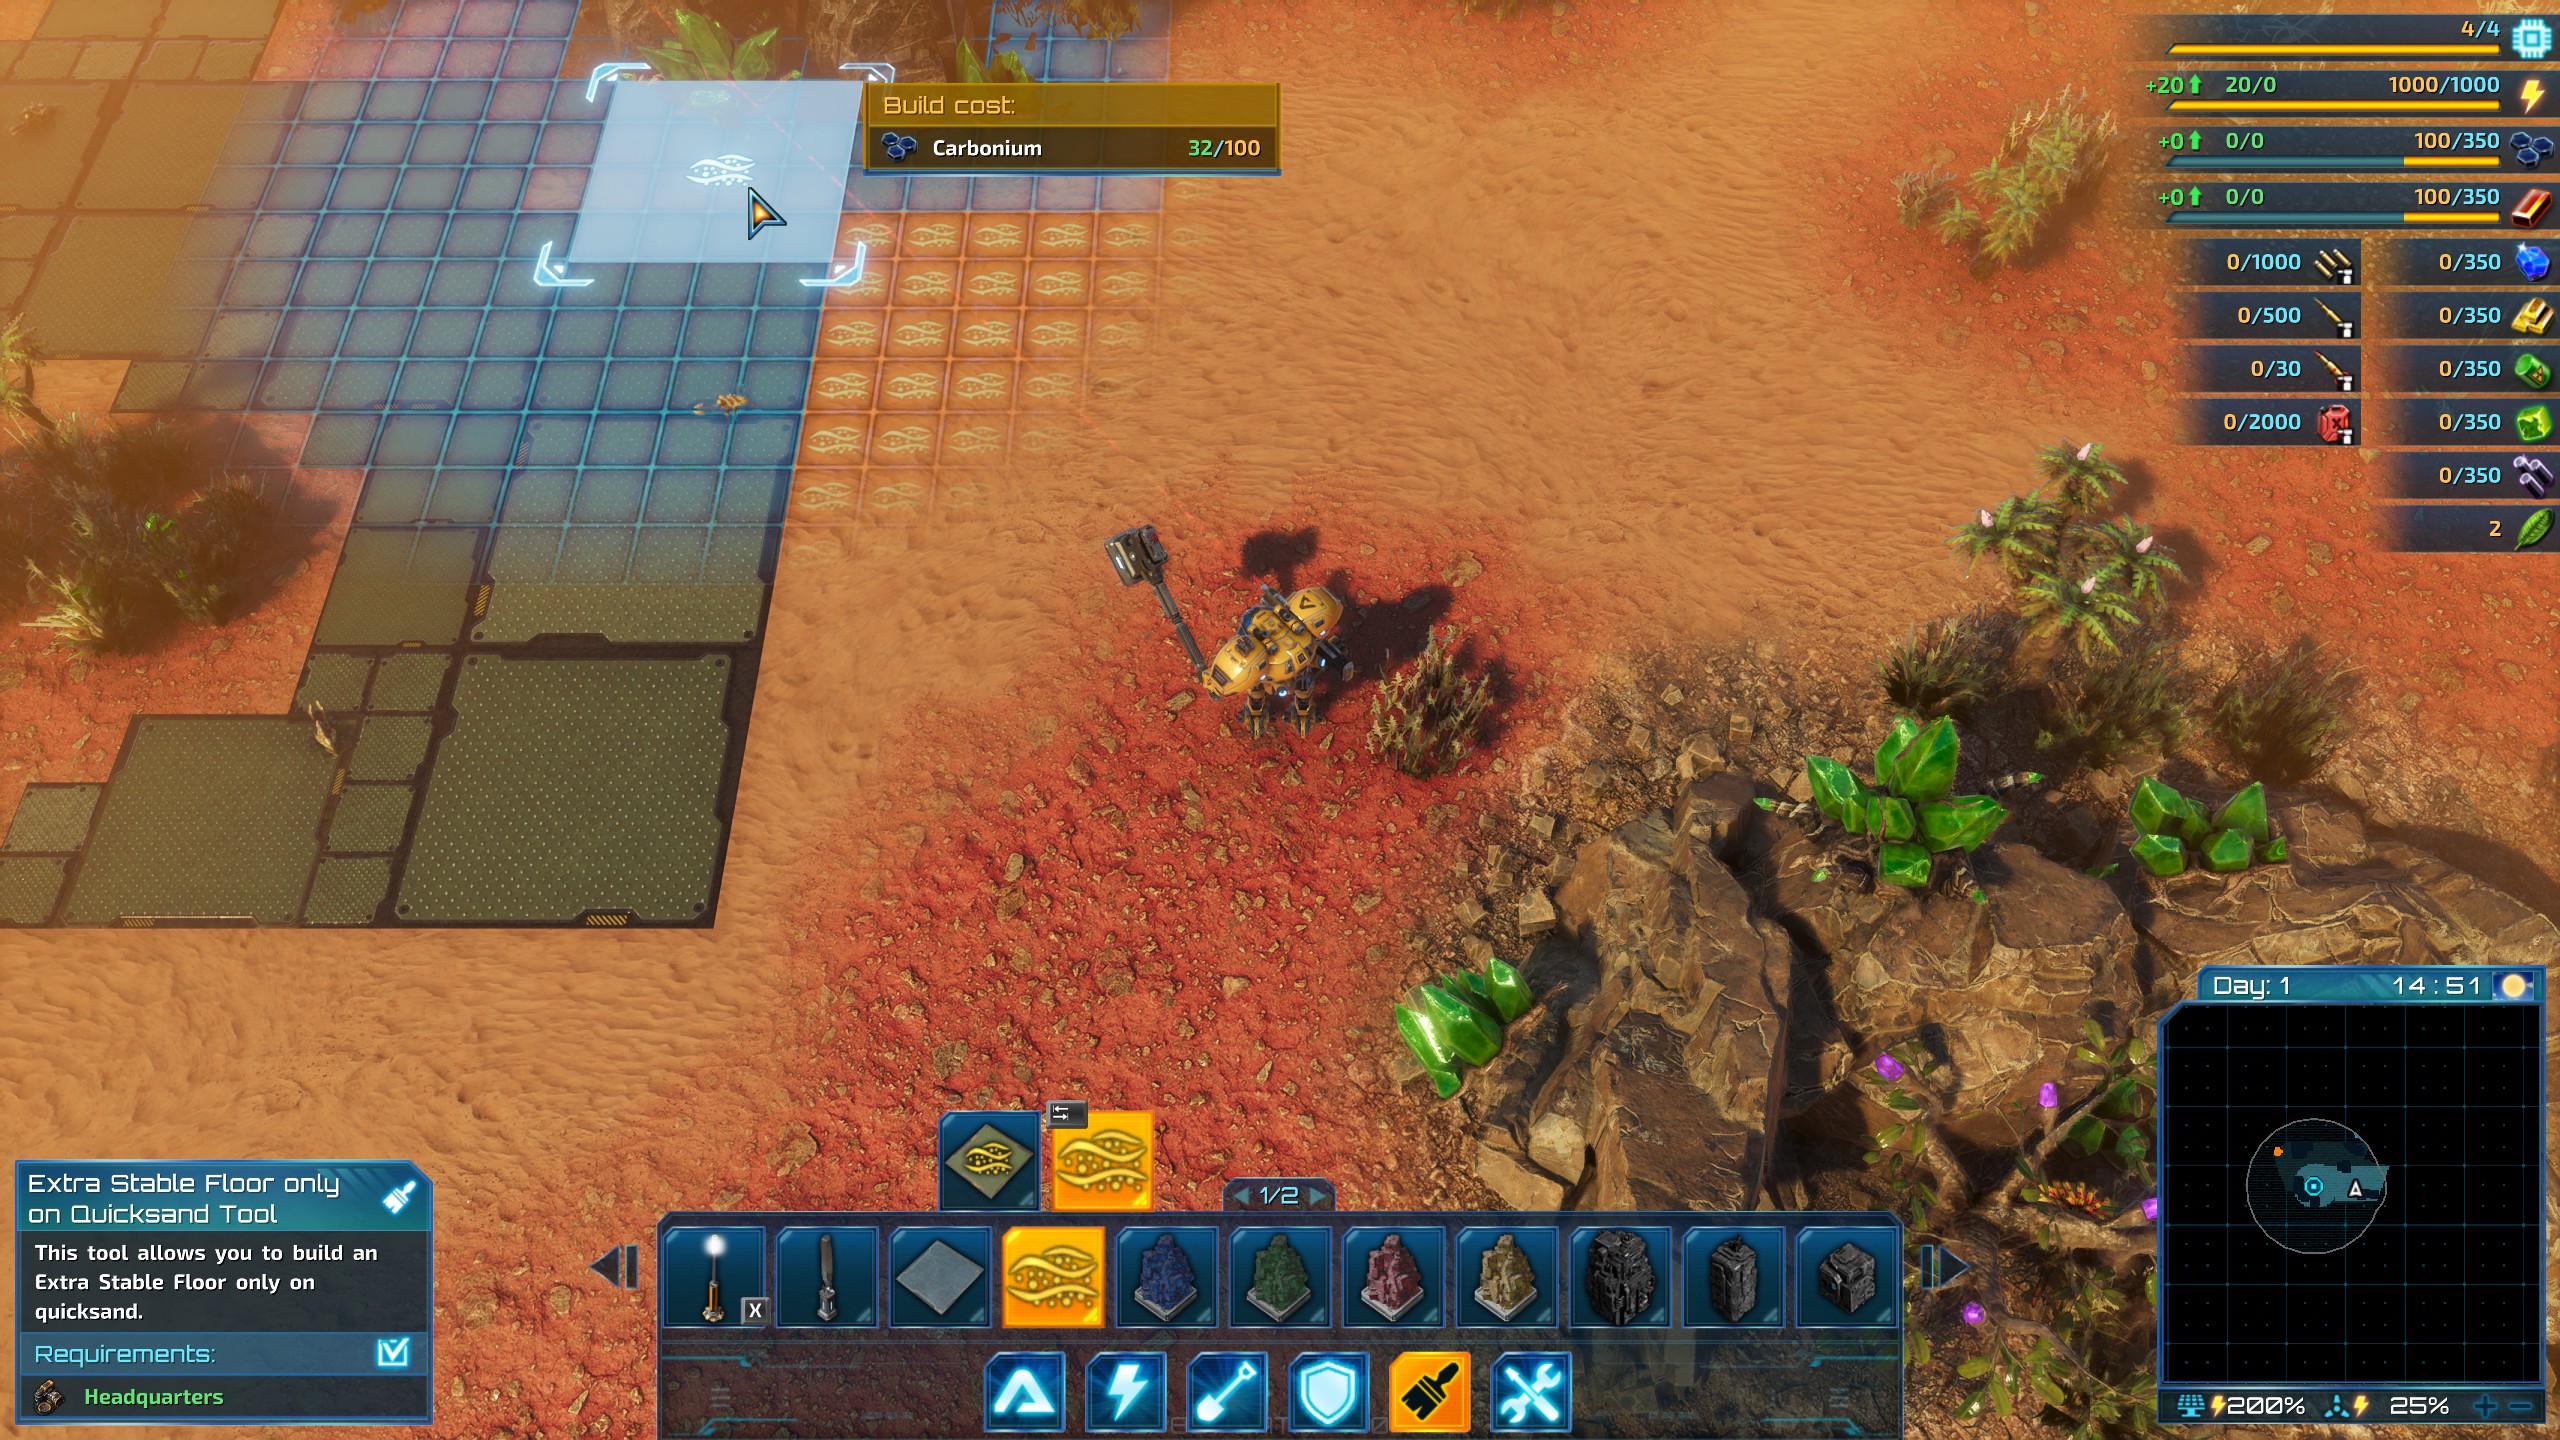 4/4
+20 20/0 1000/1000
+0 0/0 100/350
+0 0/0 100/350
0/1000 0/350
0/500 0/350
0/30 0/350
0/2000 0/350
0/350
2
Build cost:
Carbonium 32/100
Day: 1 14:51
Extra Stable Floor only
on Quicksand Tool
This tool allows you to build an
Extra Stable Floor only on
quicksand.
Requirements:
Headquarters
1/2
X
200% 25%